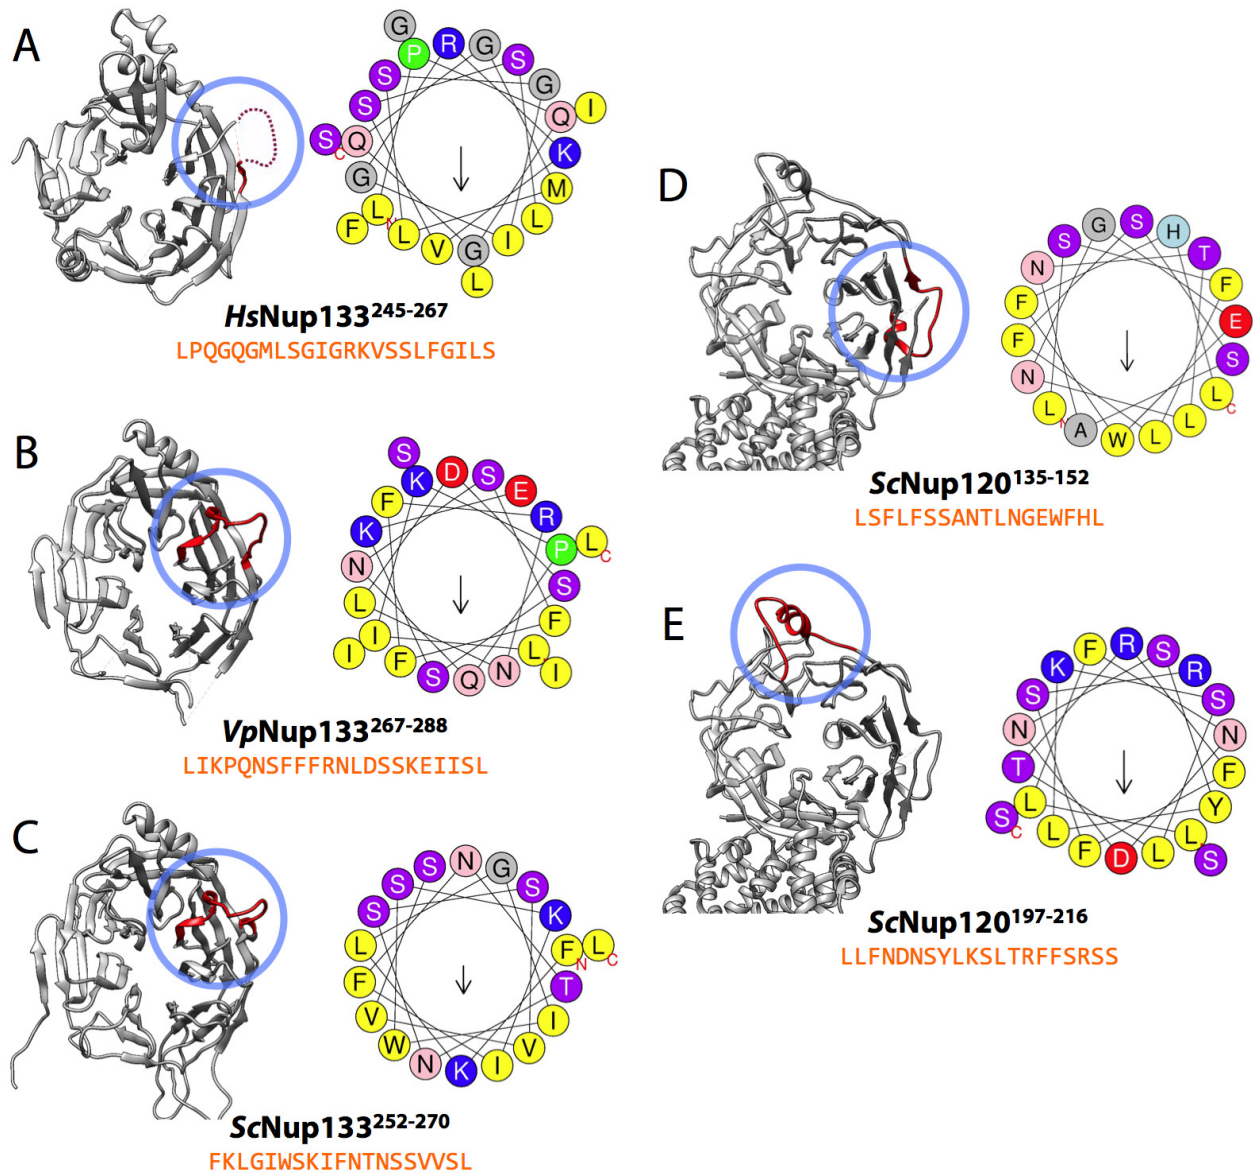 A
G
P R G S
S G
S Q I
S C Q K
G M
F L N L V G I L
L
HsNup133245-267
LPQGQGMLSGIGRKVSSLFGILS
B
S
K D S E
F R
K P L C
N S
L F
I I F S Q N L I
VpNup133267-288
LIKPQNSFFFRNLDSSKEIISL
C
S S N G S
S K
L F N L C
F T
V I
W N K I V
ScNup133252-270
FKLGIWSKIFNTNSSVVSL
D
S G S H T
N F
F E
F S
N L C
L N A W L L
ScNup120135-152
LSFLFSSANTLNGEWFHL
E
K F R S R
S S
N N
T F
S C L Y
L F D L L S
ScNup120197-216
LLFNDNSYLKSLTRFFSRSS